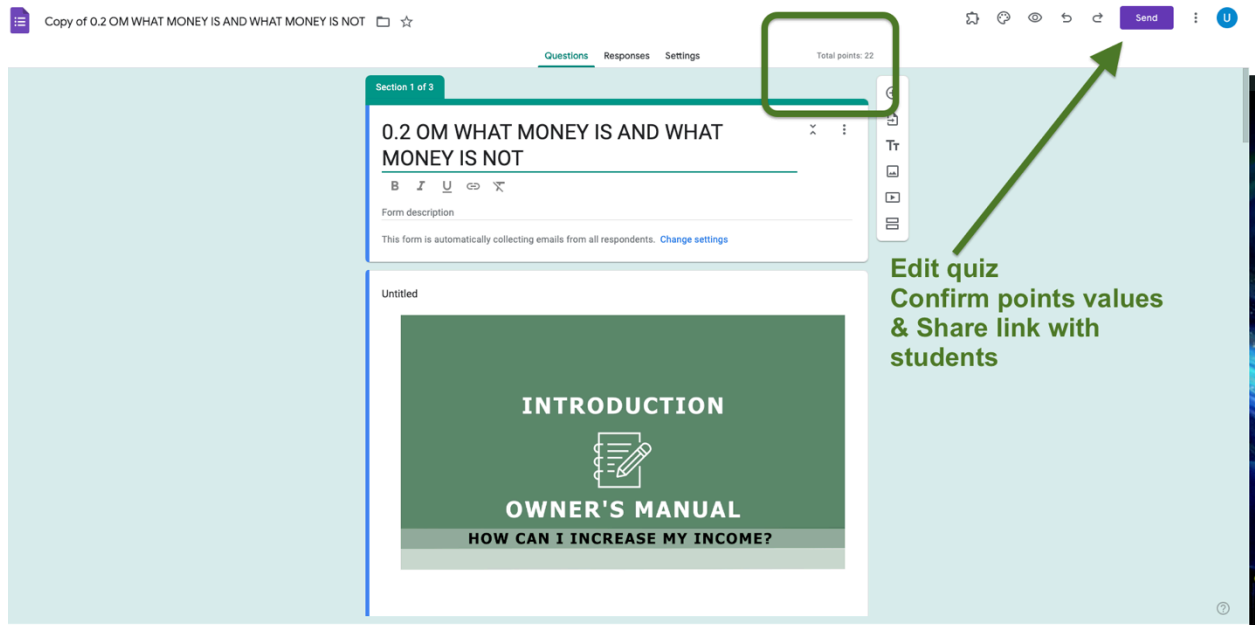 Copy of 0.2 OM WHAT MONEY IS AND WHAT MONEY IS NOT
Send
U
Questions Responses Settings Total points: 22
Section 1 of 3
0.2 OM WHAT MONEY IS AND WHAT
MONEY IS NOT
B I U
Form description
This form is automatically collecting emails from all respondents. Change settings
Tт
Untitled
INTRODUCTION
OWNER'S MANUAL
HOW CAN I INCREASE MY INCOME?
Edit quiz
Confirm points values
& Share link with
students